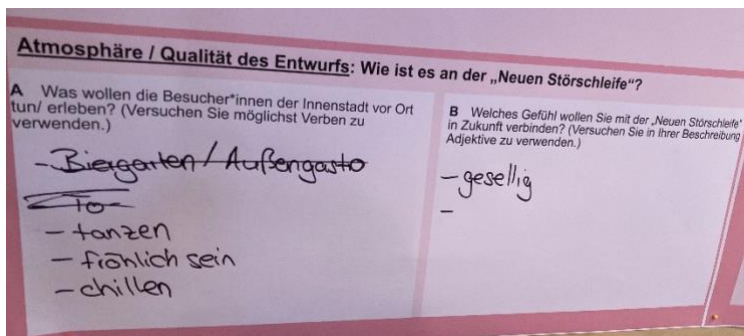 Atmosphäre / Qualität des Entwurfs: Wie ist es an der „Neuen Störschleife“?
A Was wollen die Besucher*innen der Innenstadt vor Ort
tun/ erleben? (Versuchen Sie möglichst Verben zu
verwenden.)
- Biergarten / Außengastro
To-
- tanzen
- fröhlich sein
- chillen
B Welches Gefühl wollen Sie mit der „Neuen Störschleife“
in Zukunft verbinden? (Versuchen Sie in Ihrer Beschreibung
Adjektive zu verwenden.)
- gesellig
-